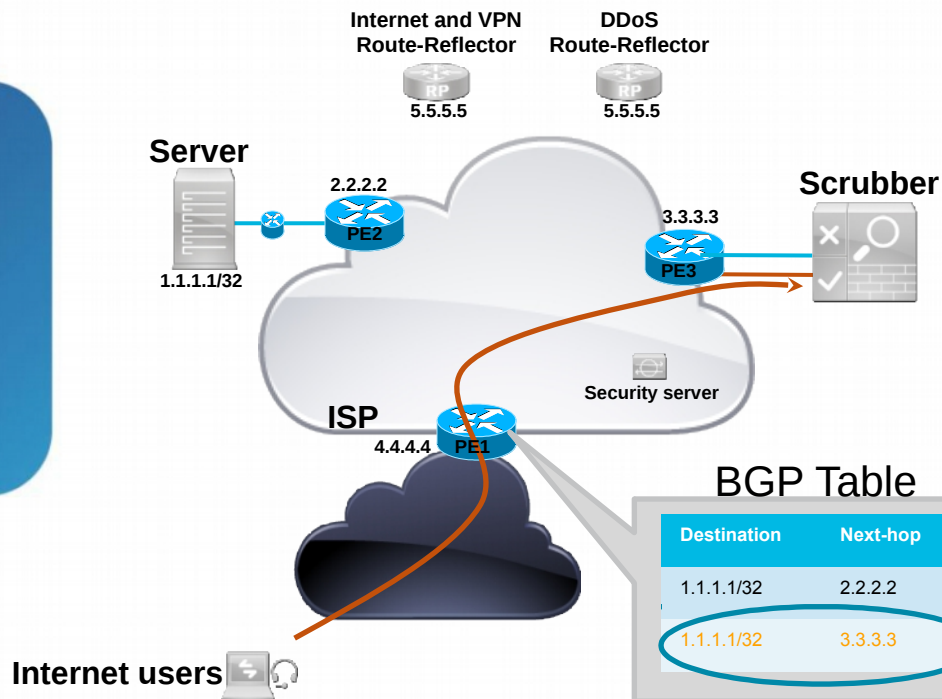 Internet and VPN
Route-Reflector
DDoS
Route-Reflector
RP
RP
5.5.5.5
5.5.5.5
Server
2.2.2.2
Scrubber
3.3.3.3
PE2
PE3
1.1.1.1/32
Security server
ISP
4.4.4.4
PE1
BGP Table
Destination Next-hop
1.1.1.1/32 2.2.2.2
1.1.1.1/32 3.3.3.3
Internet users